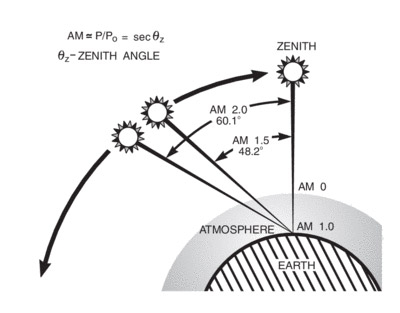 AM ≃ P/Po = sec θz
θz – ZENITH ANGLE
ZENITH
AM 2.0
60.1°
AM 1.5
48.2°
AM 0
ATMOSPHERE
AM 1.0
EARTH